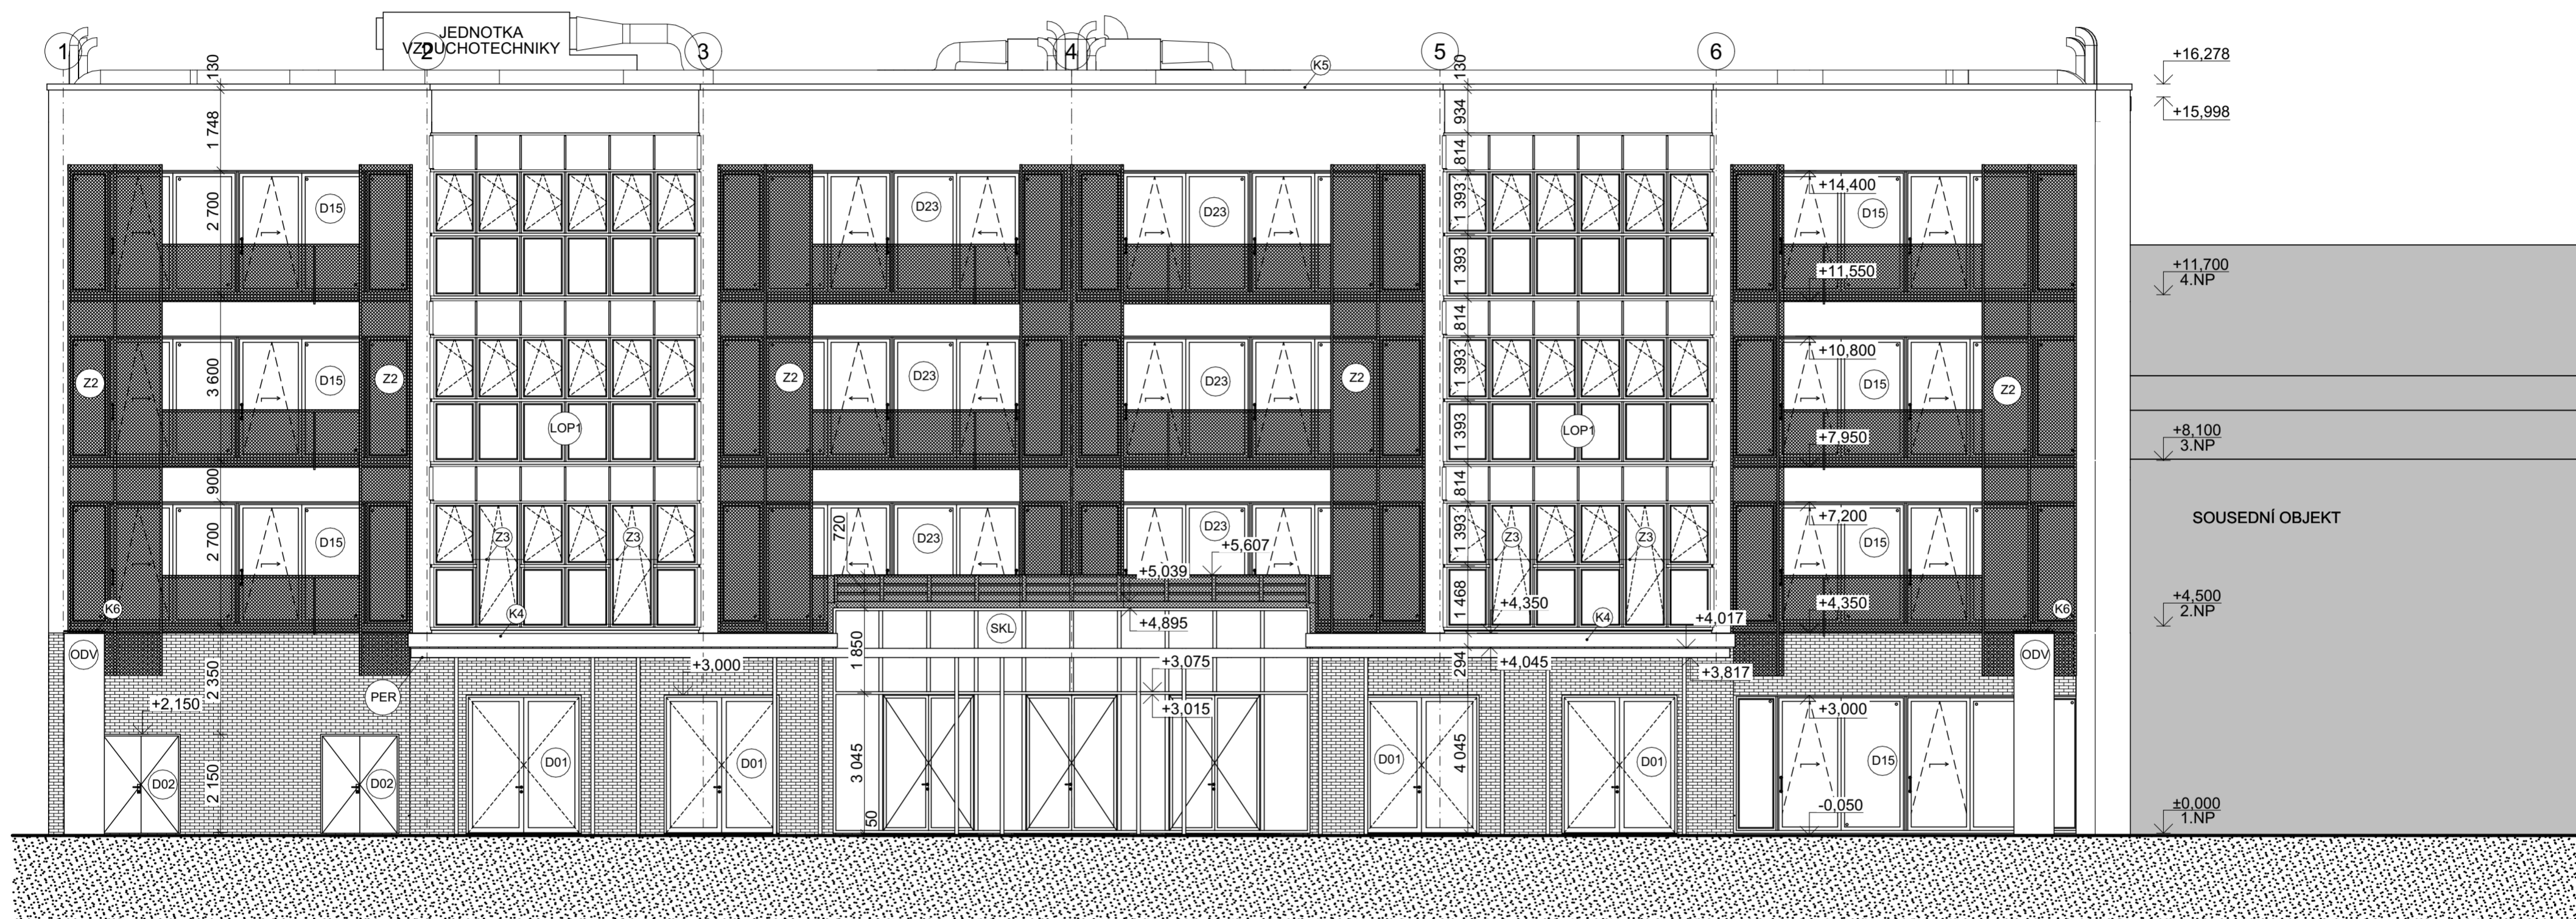 JEDNOTKA
VZDUCHOTECHNIKY
1
2
3
4
5
6
K5
130
130
+16,278
+15,998
1 748
934
814
2 700
D15
D23
D23
1 393
+14,400
D15
1 393
+11,550
+11,700
4.NP
814
3 600
Z2
D15
Z2
Z2
D23
D23
Z2
1 393
+10,800
D15
Z2
LOP1
1 393
LOP1
+7,950
+8,100
3.NP
900
814
2 700
D15
Z3
Z3
720
D23
D23
+5,607
1 393
Z3
Z3
+7,200
D15
SOUSEDNÍ OBJEKT
+5,039
K6
K4
1 468
+4,350
K4
+4,017
+4,350
K6
+4,500
2.NP
SKL
+4,895
ODV
2 350
PER
+3,000
1 850
+3,075
294
+4,045
+3,817
ODV
+2,150
+3,015
+3,000
D02
2 150
D02
D01
D01
3 045
D01
4 045
D01
D15
50
-0,050
±0,000
1.NP